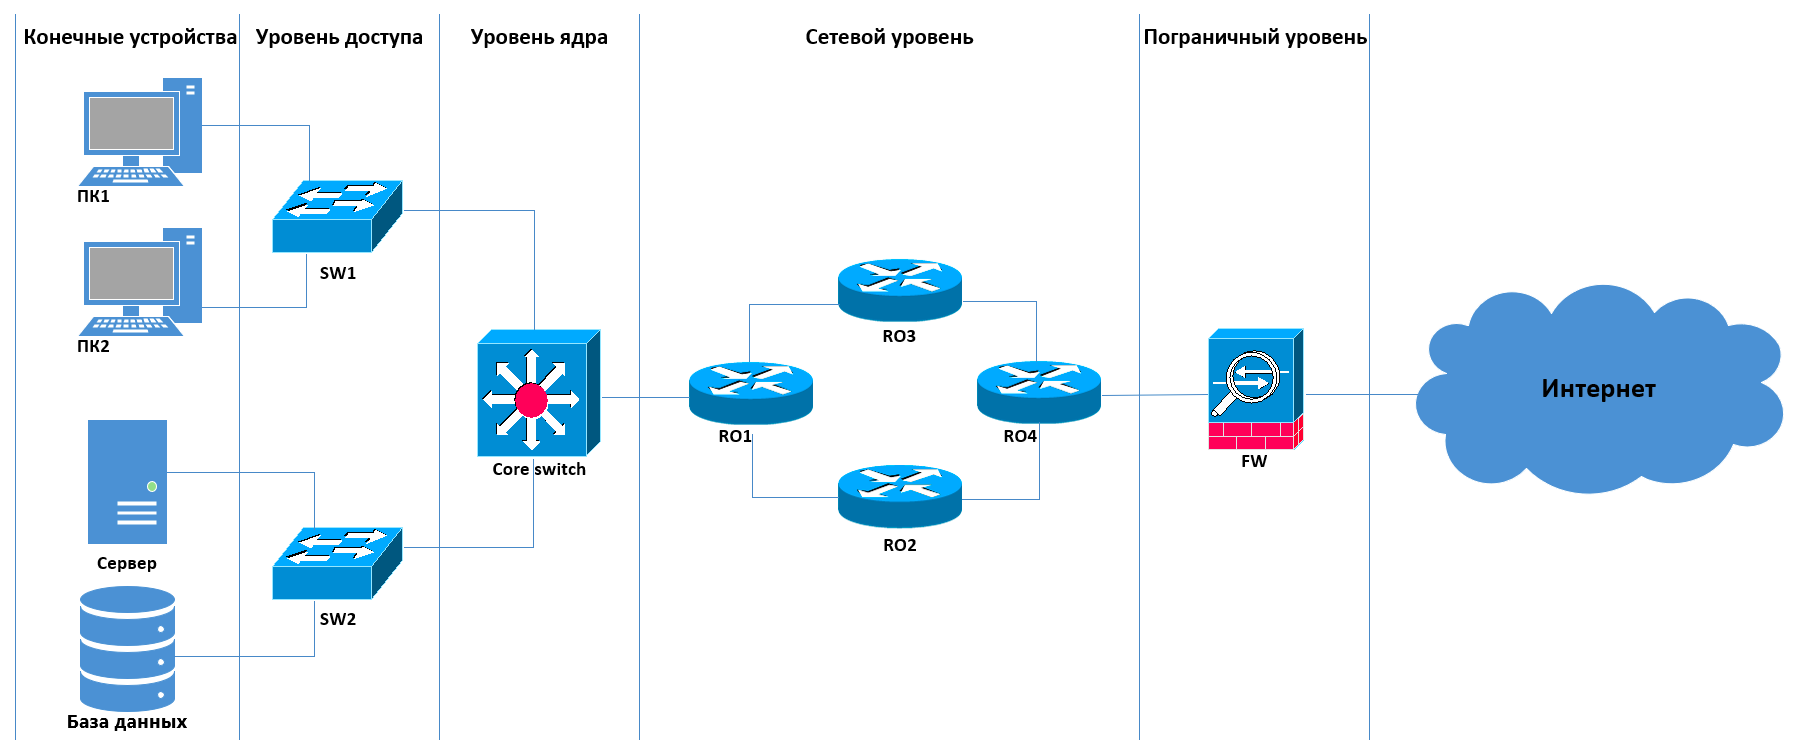 Конечные устройства
Уровень доступа
Уровень ядра
Сетевой уровень
Пограничный уровень
ПК1
ПК2
Сервер
База данных
SW1
SW2
Core switch
RO1
RO3
RO2
RO4
FW
Интернет